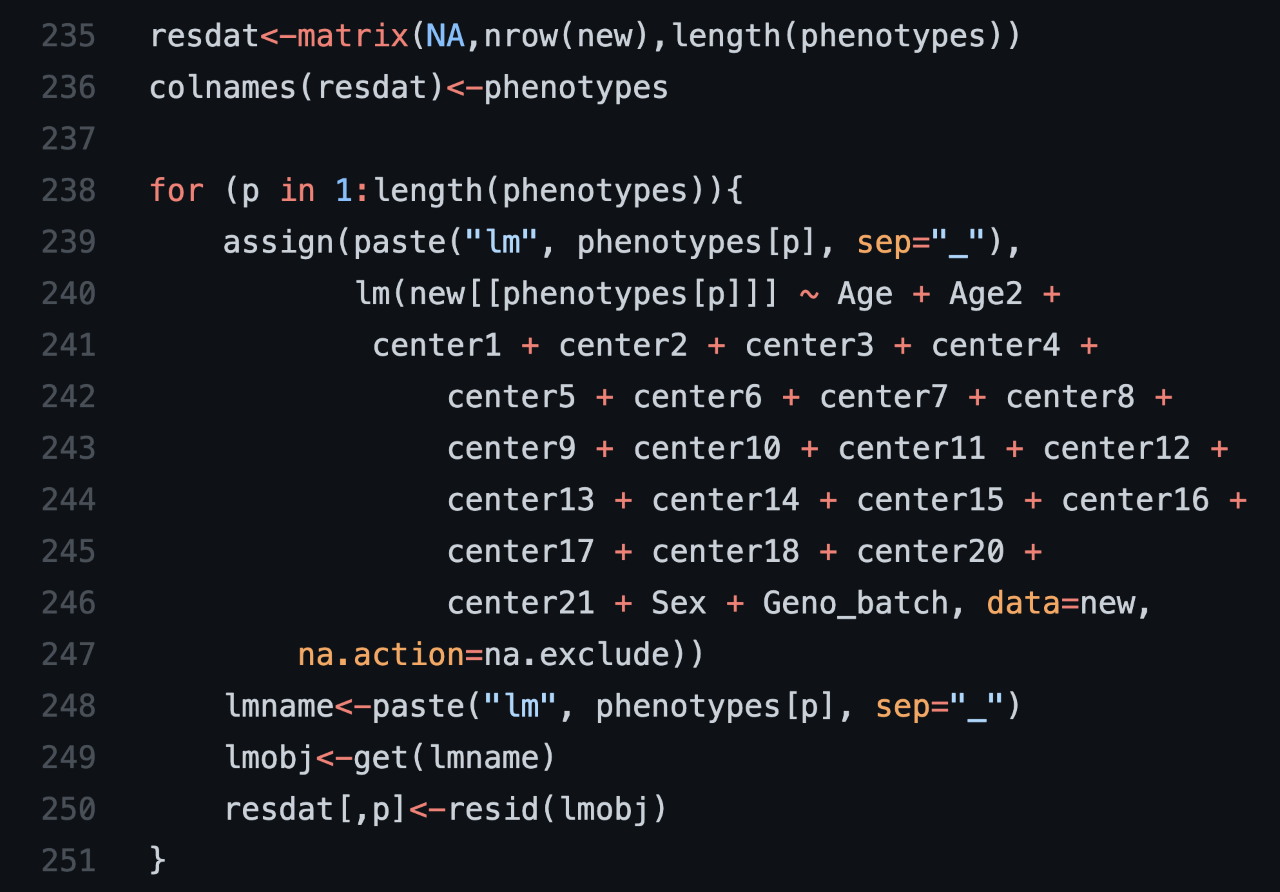 235 resdat<-matrix(NA,nrow(new),length(phenotypes))
236 colnames(resdat)<-phenotypes
237
238 for (p in 1:length(phenotypes)){
239 assign(paste("lm", phenotypes[p], sep="_"),
240 lm(new[[phenotypes[p]]] ~ Age + Age2 +
241 center1 + center2 + center3 + center4 +
242 center5 + center6 + center7 + center8 +
243 center9 + center10 + center11 + center12 +
244 center13 + center14 + center15 + center16 +
245 center17 + center18 + center20 +
246 center21 + Sex + Geno_batch, data=new,
247 na.action=na.exclude))
248 lmname<-paste("lm", phenotypes[p], sep="_")
249 lmobj<-get(lmname)
250 resdat[,p]<-resid(lmobj)
251 }